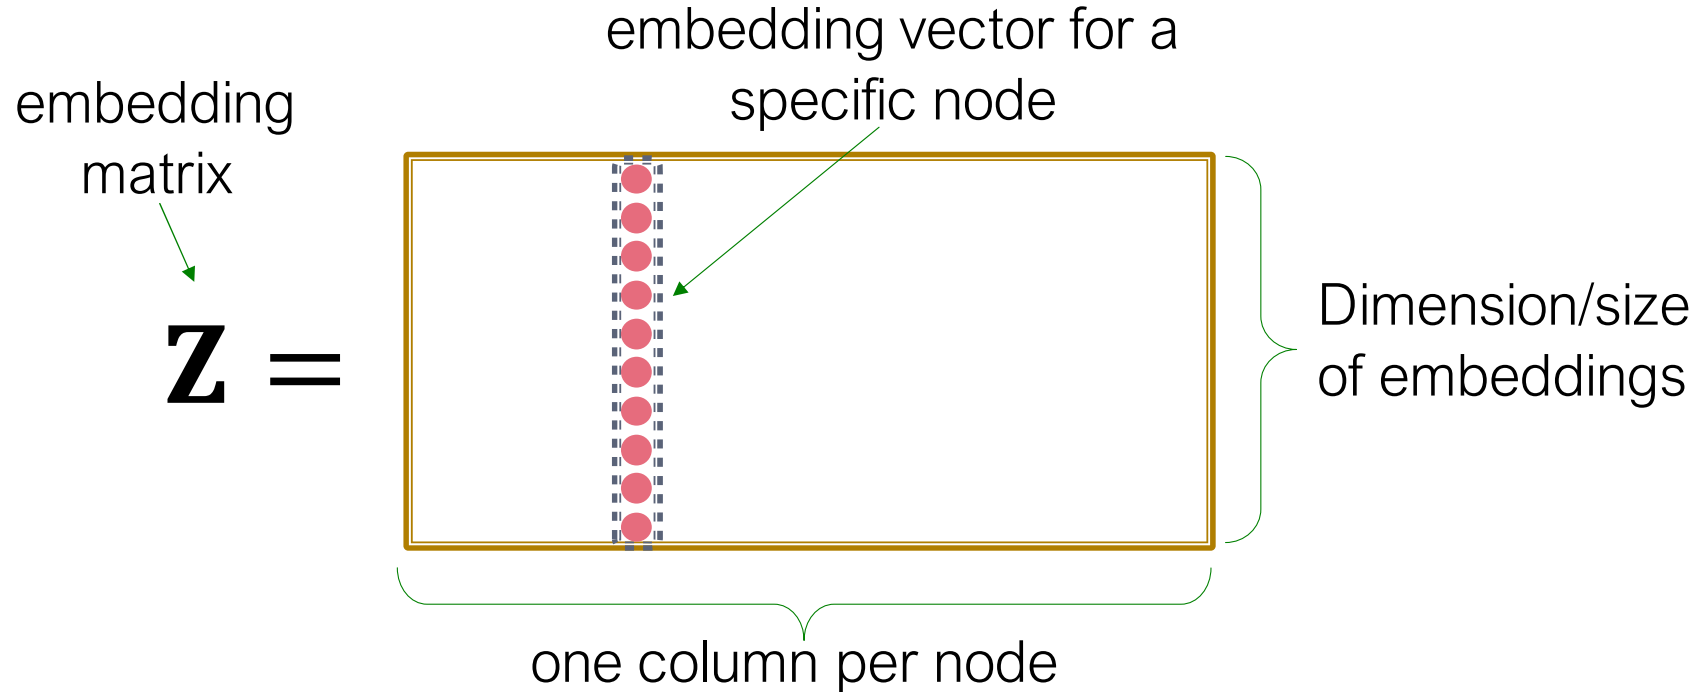 embedding vector for a
specific node
embedding
matrix
Z =
Dimension/size
of embeddings
one column per node